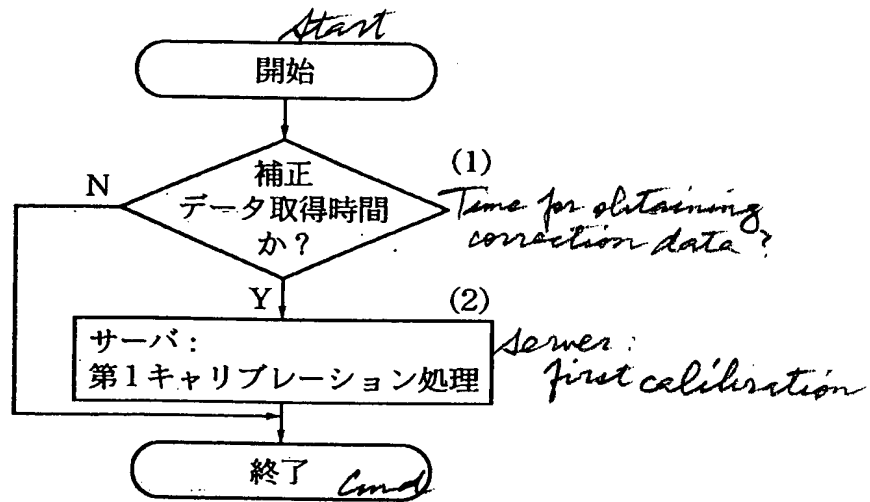 Start
開始
(1)
N
補正
データ取得時間
か?
Time for obtaining
correction data?
Y
(2)
サーバ:
第1キャリブレーション処理
server:
first calibration
終了
End